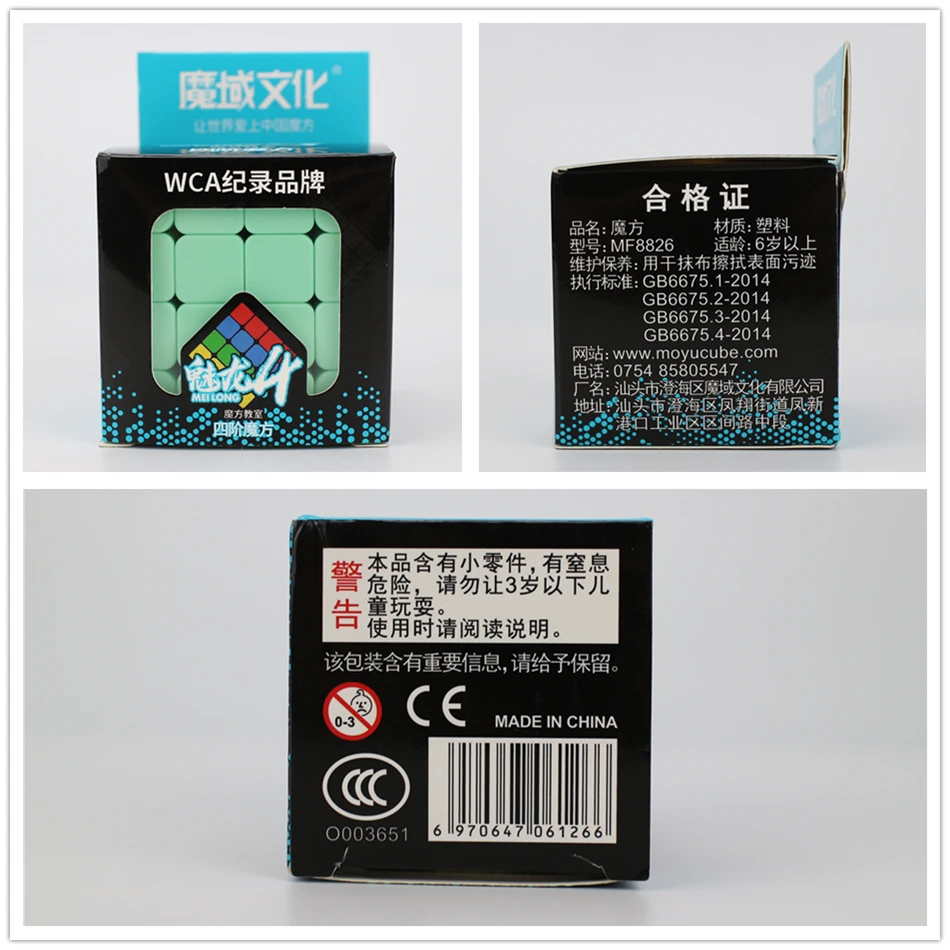 魔域文化®
让世界爱上中国魔方
WCA纪录品牌
魅龙4
MEI LONG
魔方教室
四阶魔方
合格证
品名: 魔方 材质: 塑料
型号: MF8826 适龄: 6岁以上
维护保养: 用干抹布擦拭表面污迹
执行标准: GB6675.1-2014
GB6675.2-2014
GB6675.3-2014
GB6675.4-2014
网站: www.moyucube.com
电话: 0754 85805547
厂名: 汕头市澄海区魔域文化有限公司
地址: 汕头市澄海区凤翔街道凤新
港口工业区区间路中段
警告
本品含有小零件,有窒息
危险，请勿让3岁以下儿
童玩耍。
使用时请阅读说明。
该包装含有重要信息,请给予保留。
0-3
CE
MADE IN CHINA
CCC
O003651
6 970647 061266